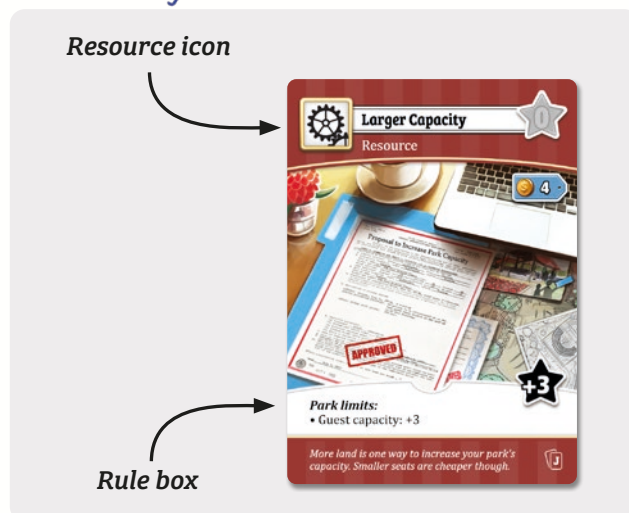 Resource icon
Larger Capacity
0
Resource
4
Proposal to Increase Park Capacity
APPROVED
+3
Park limits:
• Guest capacity: +3
More land is one way to increase your park's
capacity. Smaller seats are cheaper though.
J
Rule box